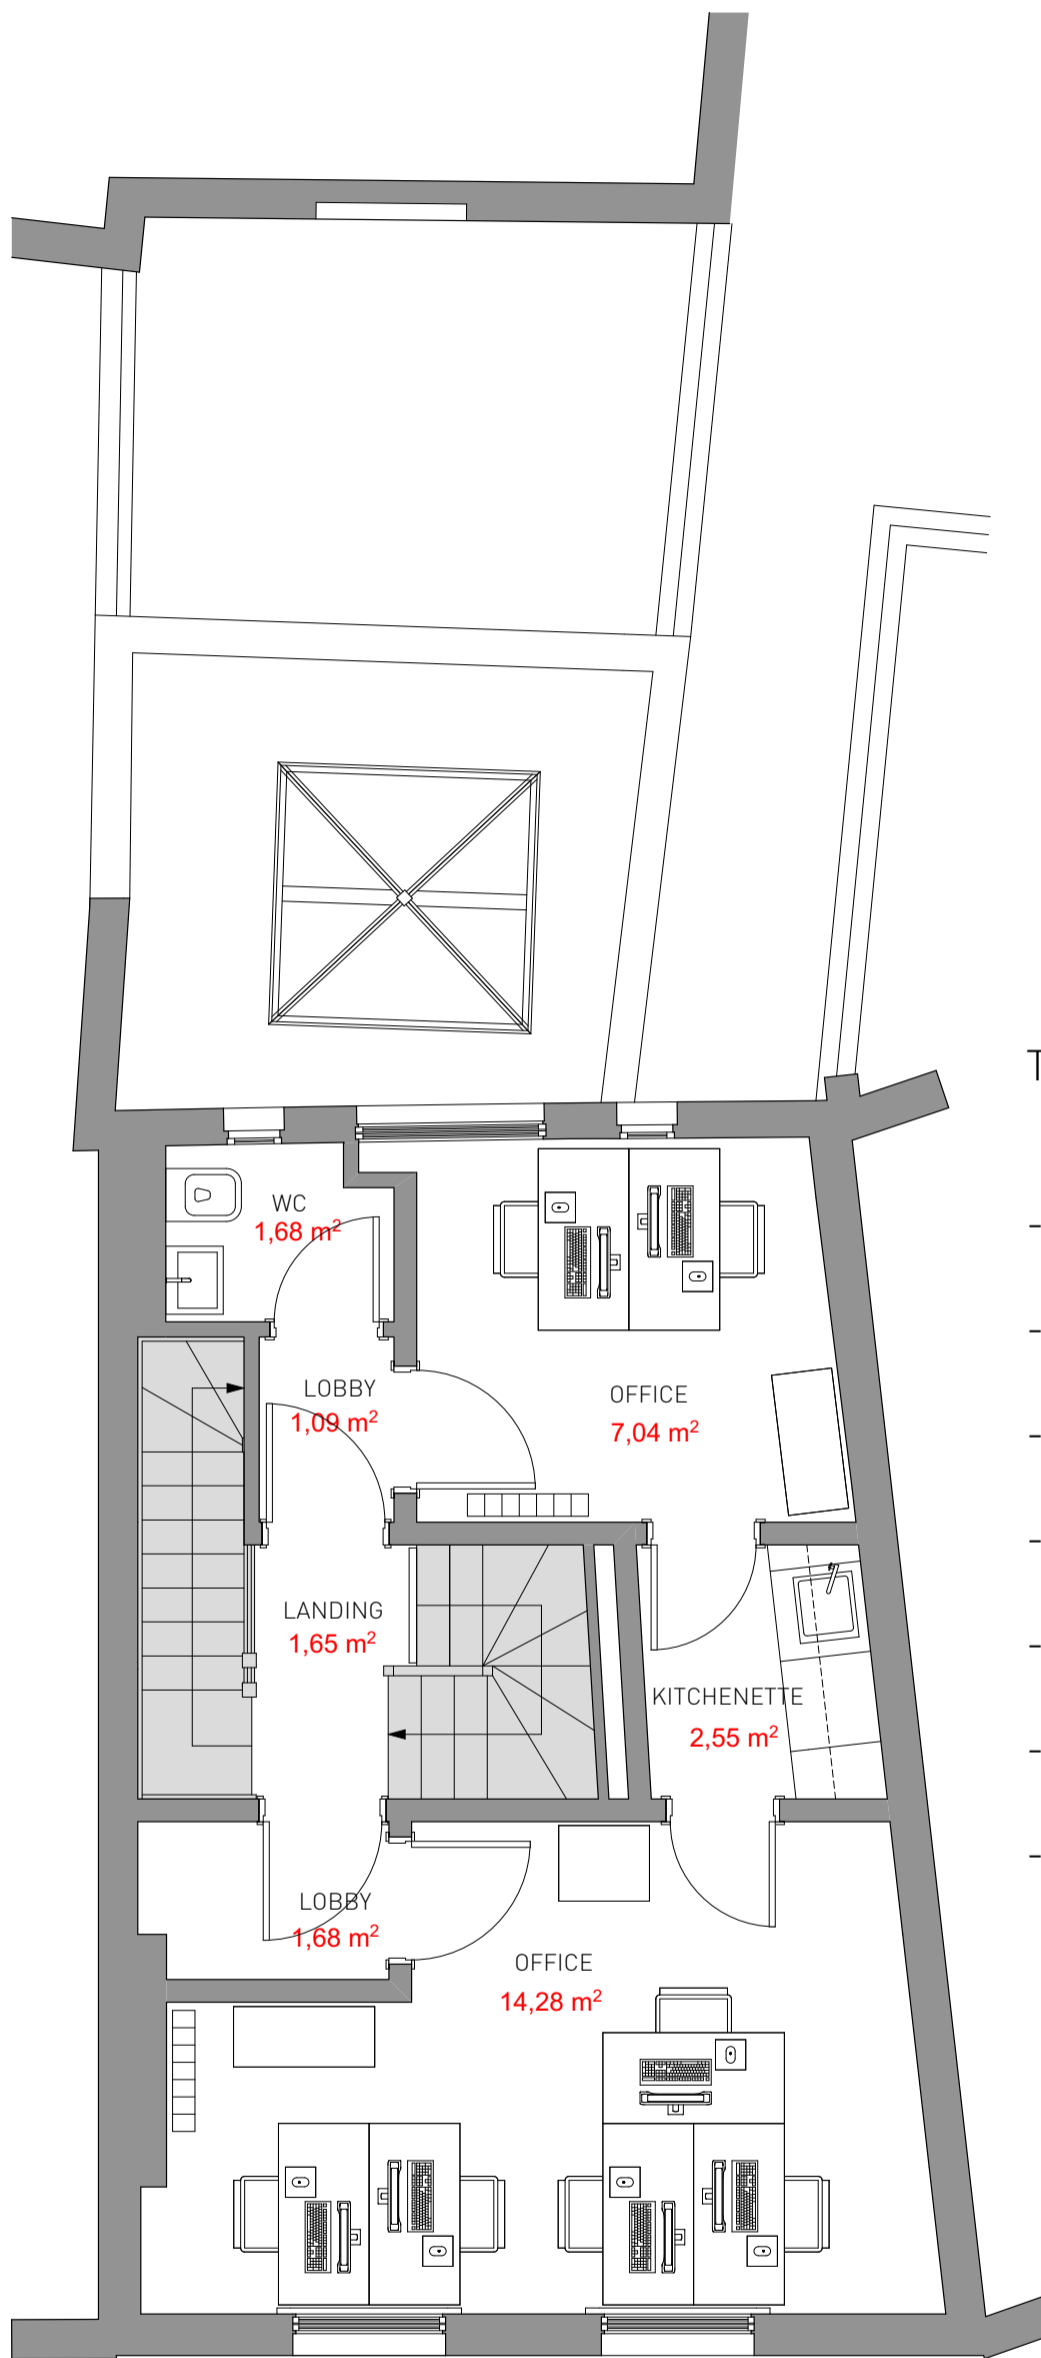 T
WC
1,68 m²
LOBBY
1,09 m²
OFFICE
7,04 m²
LANDING
1,65 m²
KITCHENETTE
2,55 m²
LOBBY
1,68 m²
OFFICE
14,28 m²